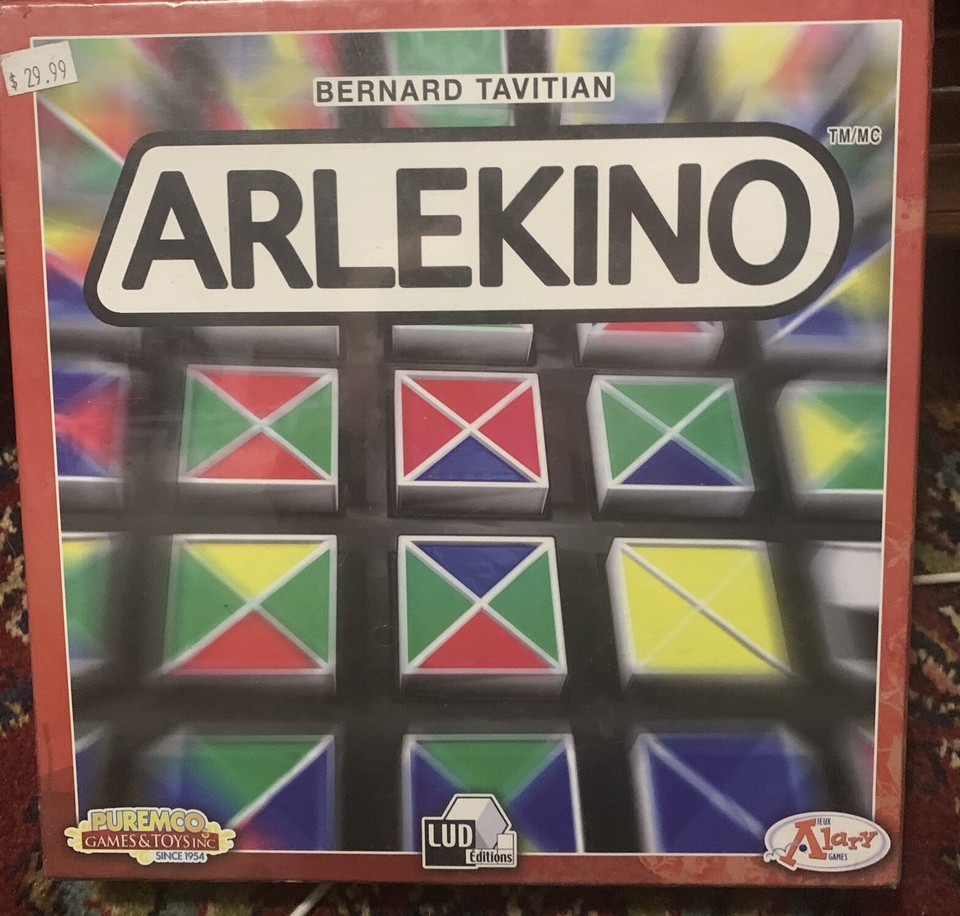 $ 29.99
BERNARD TAVITIAN
ARLEKINO
TM/MC
PUREMCO.
GAMES & TOYS INC
SINCE 1954
LUD
Éditions
JEUX
Alary
GAMES